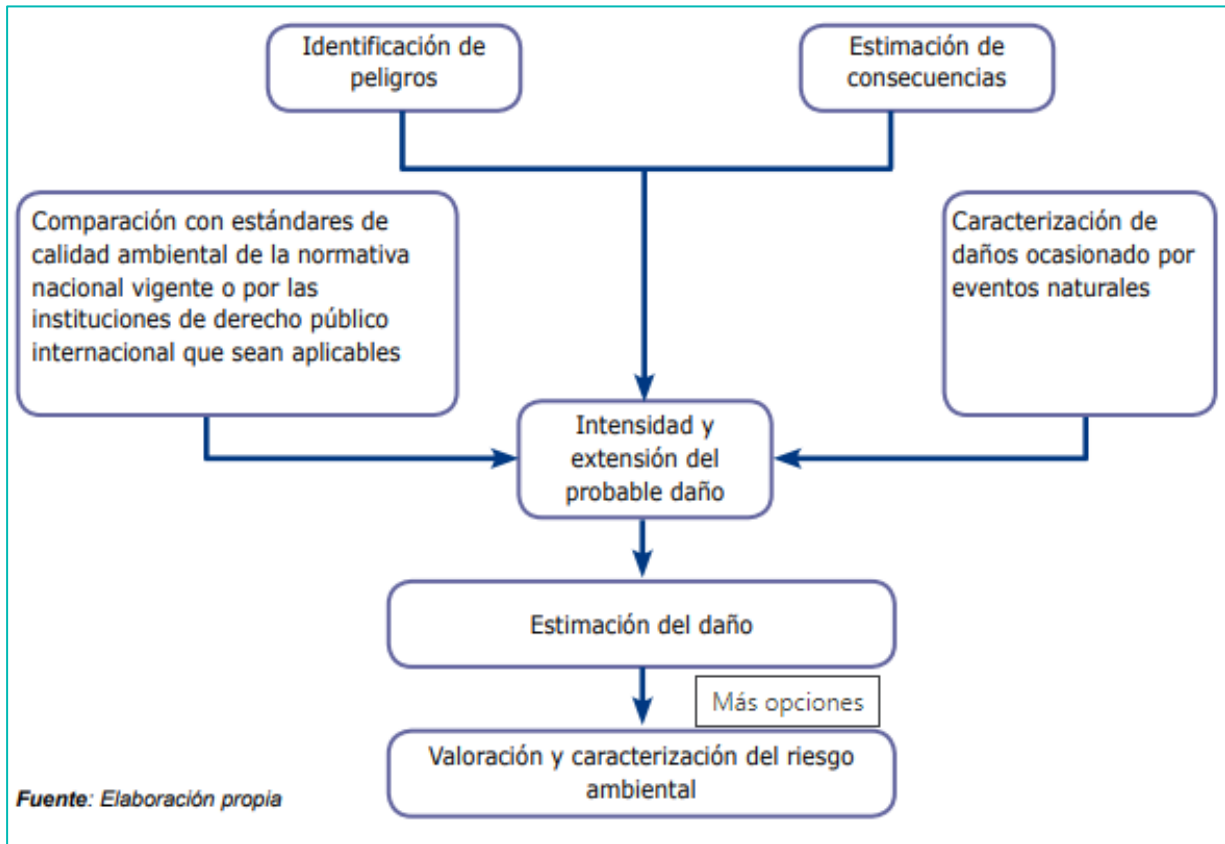 Identificación de
peligros
Estimación de
consecuencias
Comparación con estándares de
calidad ambiental de la normativa
nacional vigente o por las
instituciones de derecho público
internacional que sean aplicables
Caracterización de
daños ocasionado por
eventos naturales
Intensidad y
extensión del
probable daño
Estimación del daño
Más opciones
Valoración y caracterización del riesgo
ambiental
Fuente: Elaboración propia